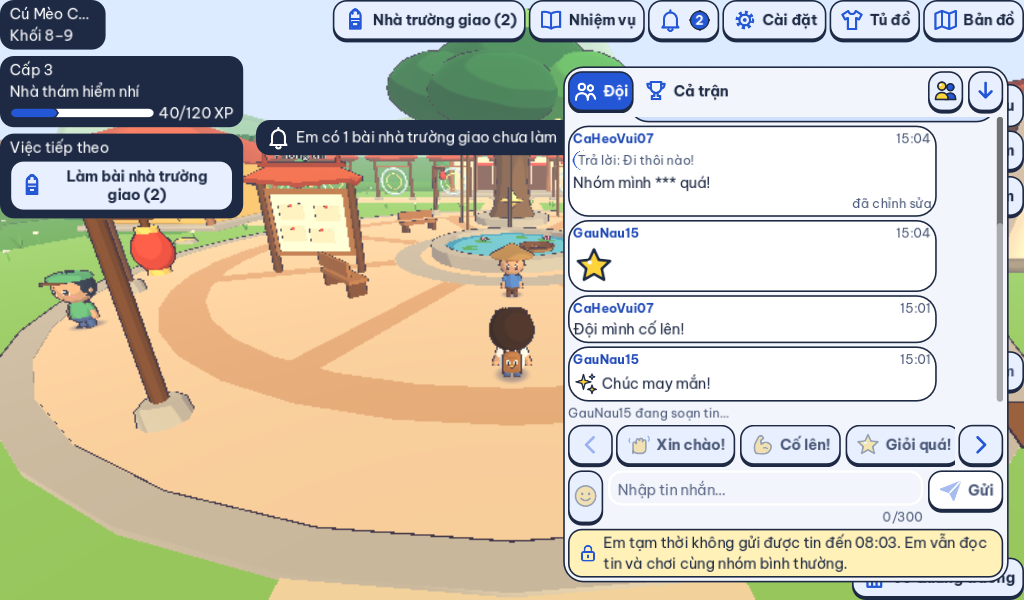 Cú Mèo C...
Khối 8–9
Nhà trường giao (2)
Nhiệm vụ
2
Cài đặt
Tủ đồ
Bản đồ
Cấp 3
Nhà thám hiểm nhí
40/120 XP
Việc tiếp theo
Làm bài nhà trường
giao (2)
Em có 1 bài nhà trường giao chưa làm
Đội
Cả trận
CaHeoVui07
15:04
Trả lời: Đi thôi nào!
Nhóm mình *** quá!
đã chỉnh sửa
GauNau15
15:04
CaHeoVui07
15:01
Đội mình cố lên!
GauNau15
15:01
Chúc may mắn!
GauNau15 đang soạn tin...
Xin chào!
Cố lên!
Giỏi quá!
Nhập tin nhắn...
Gửi
0/300
Em tạm thời không gửi được tin đến 08:03. Em vẫn đọc
tin và chơi cùng nhóm bình thường.